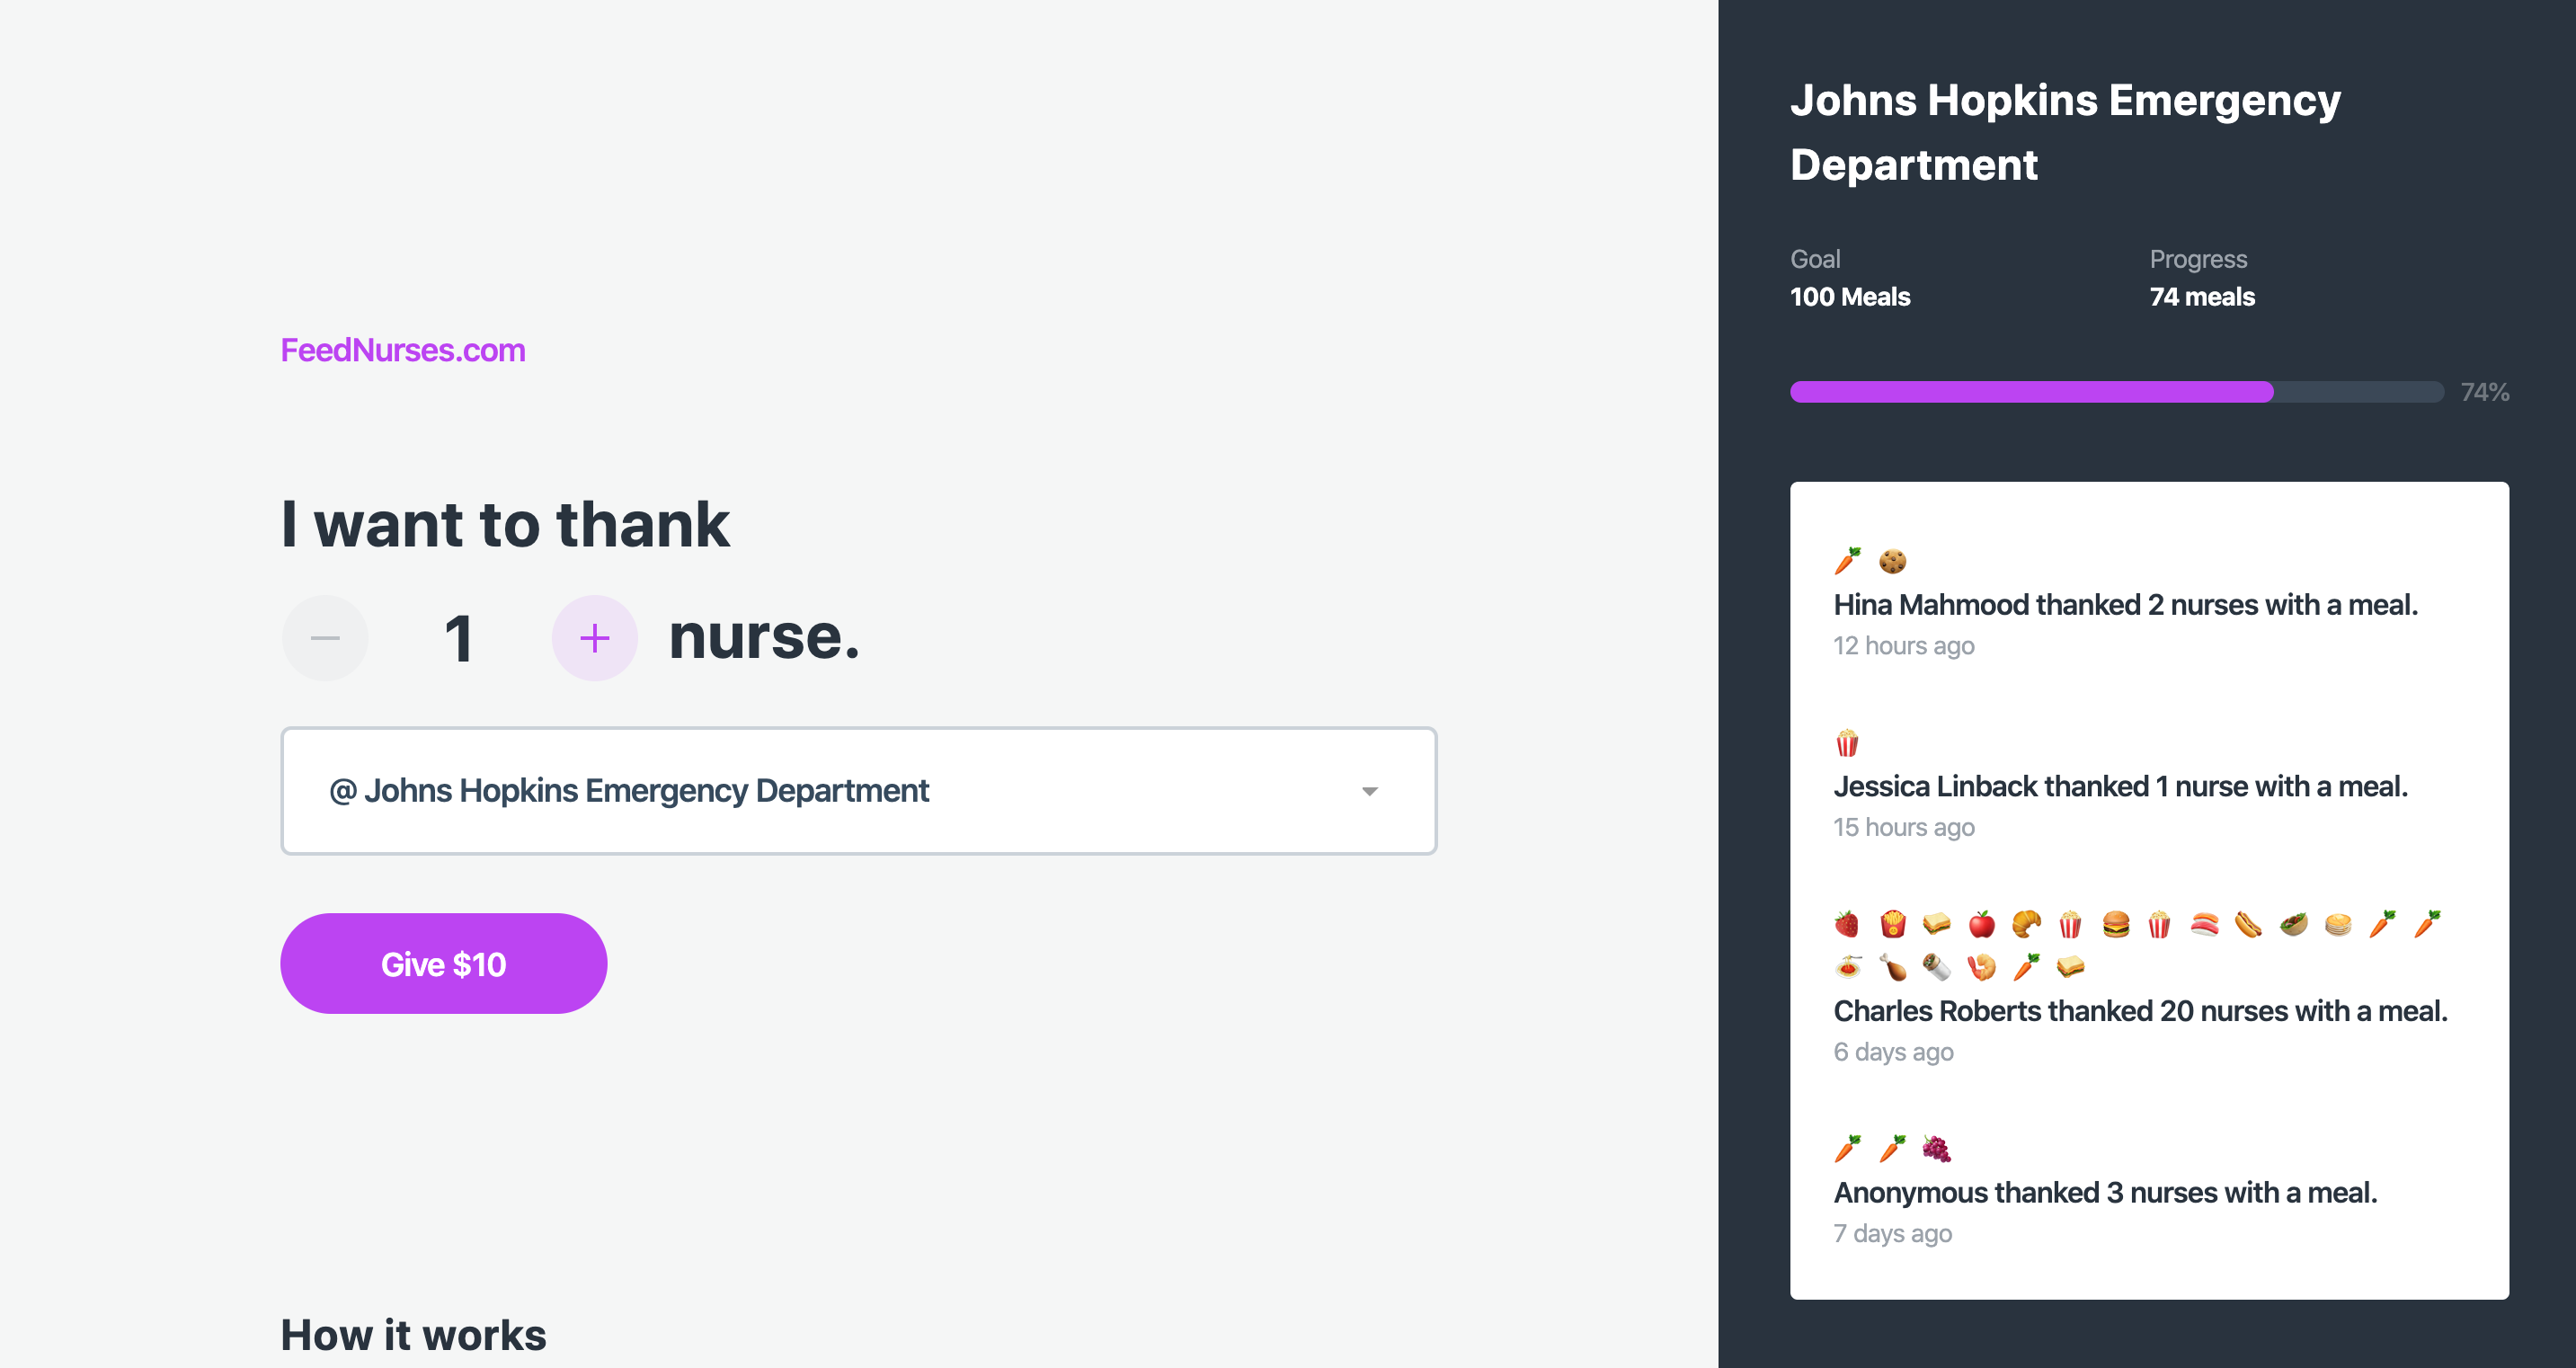 FeedNurses.com
I want to thank
1 nurse.
@ Johns Hopkins Emergency Department
Give $10
How it works
Johns Hopkins Emergency
Department
Goal
100 Meals
Progress
74 meals
74%
Hina Mahmood thanked 2 nurses with a meal.
12 hours ago
Jessica Linback thanked 1 nurse with a meal.
15 hours ago
Charles Roberts thanked 20 nurses with a meal.
6 days ago
Anonymous thanked 3 nurses with a meal.
7 days ago